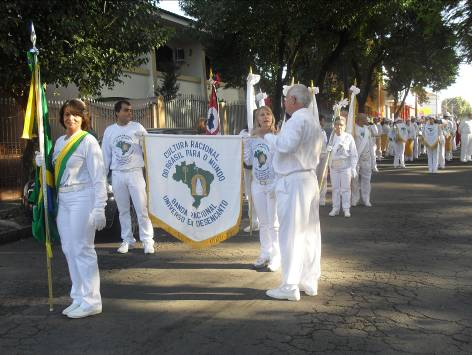 CULTURA RACIONAL
DO BRASIL PARA O MUNDO
BANDA RACIONAL
UNIVERSO EM DESENCANTO